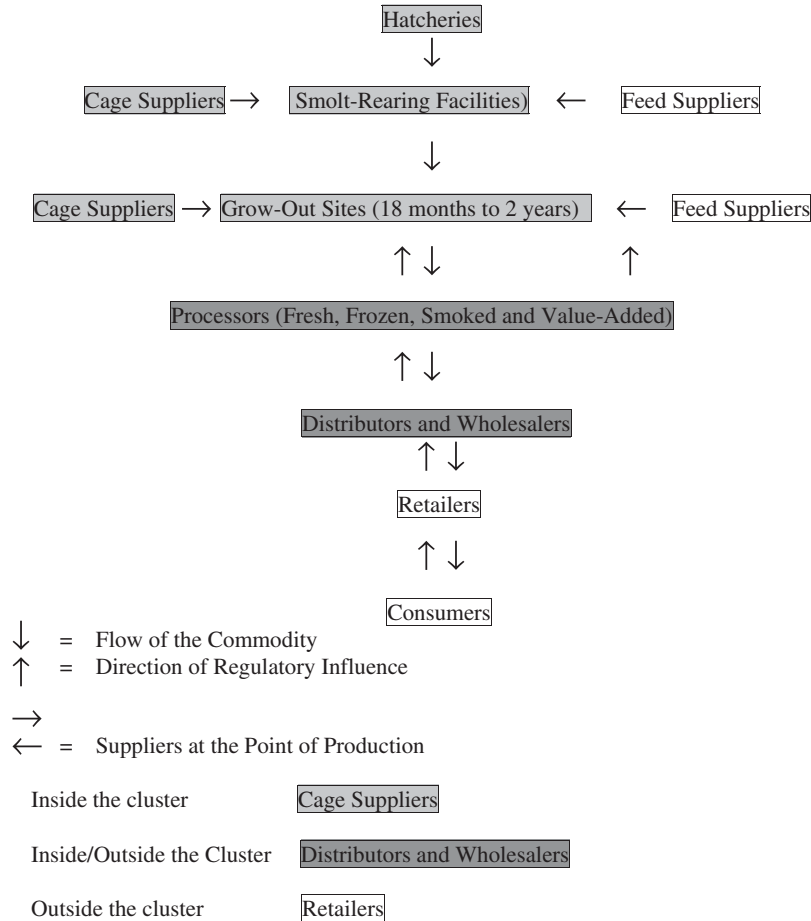 Hatcheries
Cage Suppliers → Smolt-Rearing Facilities) ← Feed Suppliers
Cage Suppliers → Grow-Out Sites (18 months to 2 years) ← Feed Suppliers
Processors (Fresh, Frozen, Smoked and Value-Added)
Distributors and Wholesalers
Retailers
Consumers
↓ = Flow of the Commodity
↑ = Direction of Regulatory Influence
→
← = Suppliers at the Point of Production
Inside the cluster Cage Suppliers
Inside/Outside the Cluster Distributors and Wholesalers
Outside the cluster Retailers